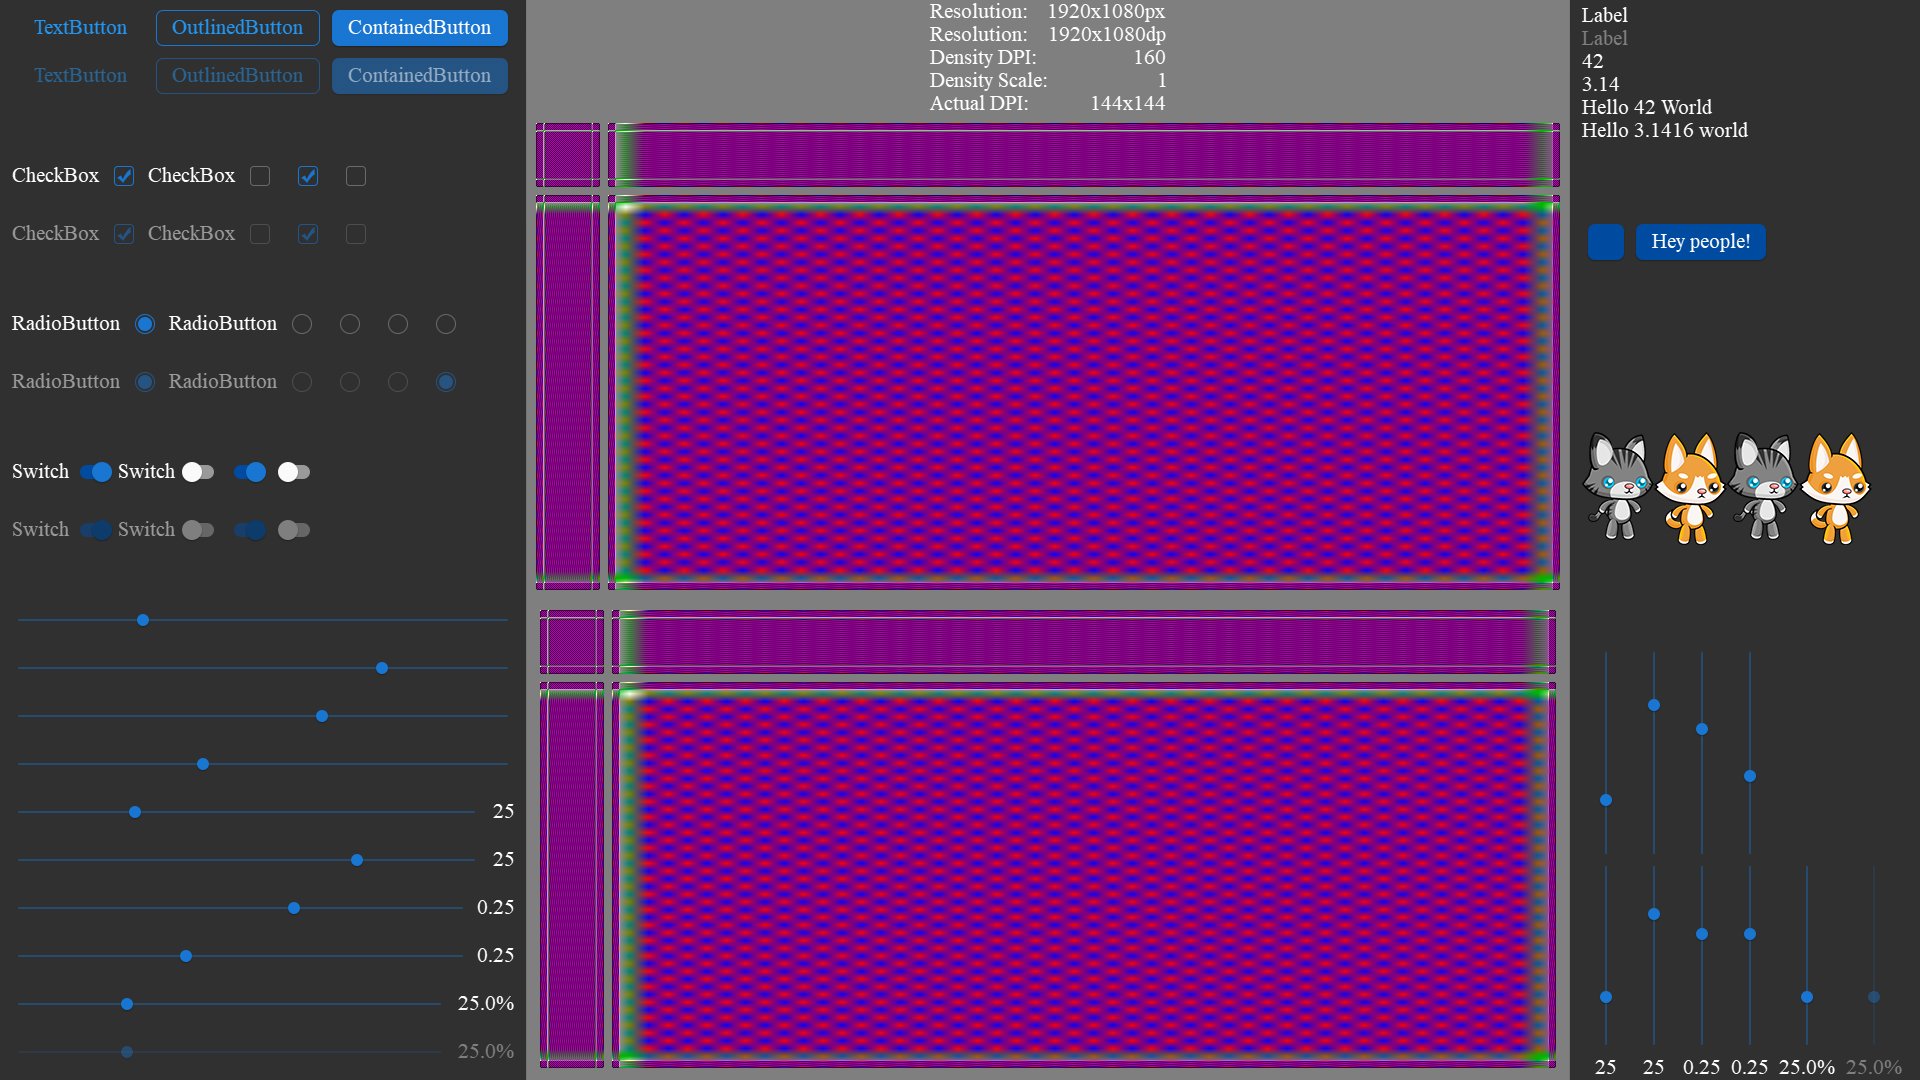 TextButton OutlinedButton ContainedButton
TextButton OutlinedButton ContainedButton
CheckBox CheckBox
CheckBox CheckBox
RadioButton RadioButton
RadioButton RadioButton
Switch Switch
Switch Switch
25
25
0.25
0.25
25.0%
25.0%
Resolution: 1920x1080px
Resolution: 1920x1080dp
Density DPI: 160
Density Scale: 1
Actual DPI: 144x144
Label
Label
42
3.14
Hello 42 World
Hello 3.1416 world
Hey people!
25 25 0.25 0.25 25.0% 25.0%